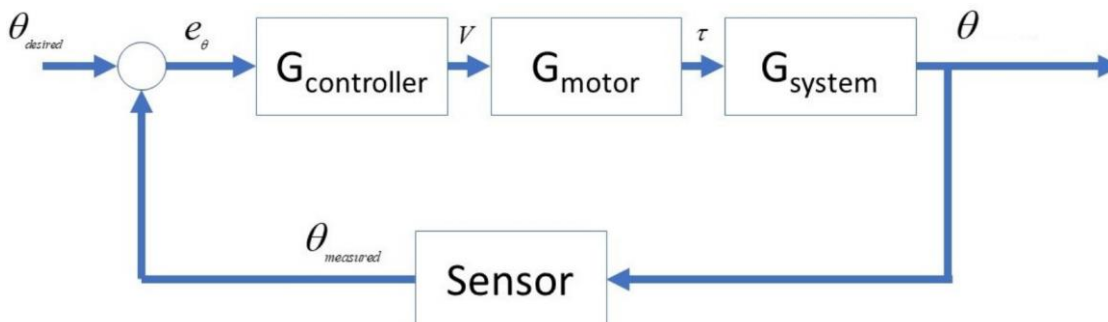 θdesired
eθ
Gcontroller
V
Gmotor
τ
Gsystem
θ
θmeasured
Sensor